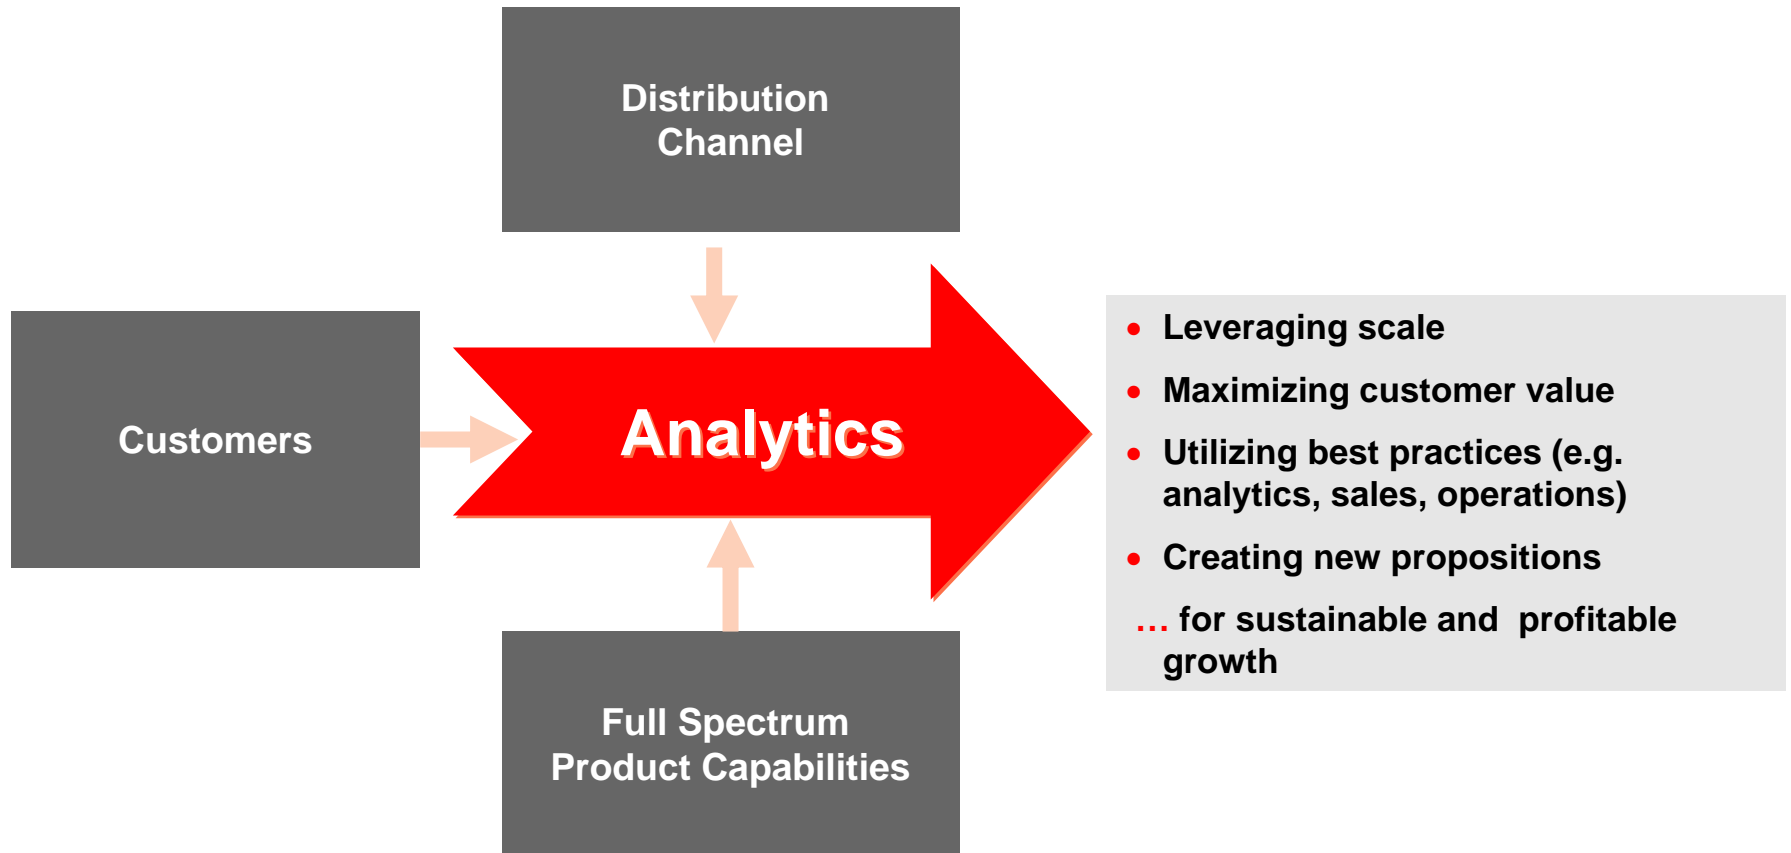 Distribution
Channel
Customers
Analytics
• Leveraging scale
• Maximizing customer value
• Utilizing best practices (e.g.
analytics, sales, operations)
• Creating new propositions
… for sustainable and  profitable
growth
Full Spectrum
Product Capabilities